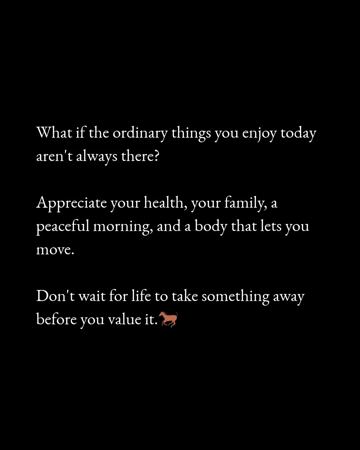 What if the ordinary things you enjoy today
aren't always there?
Appreciate your health, your family, a
peaceful morning, and a body that lets you
move.
Don't wait for life to take something away
before you value it.🐎